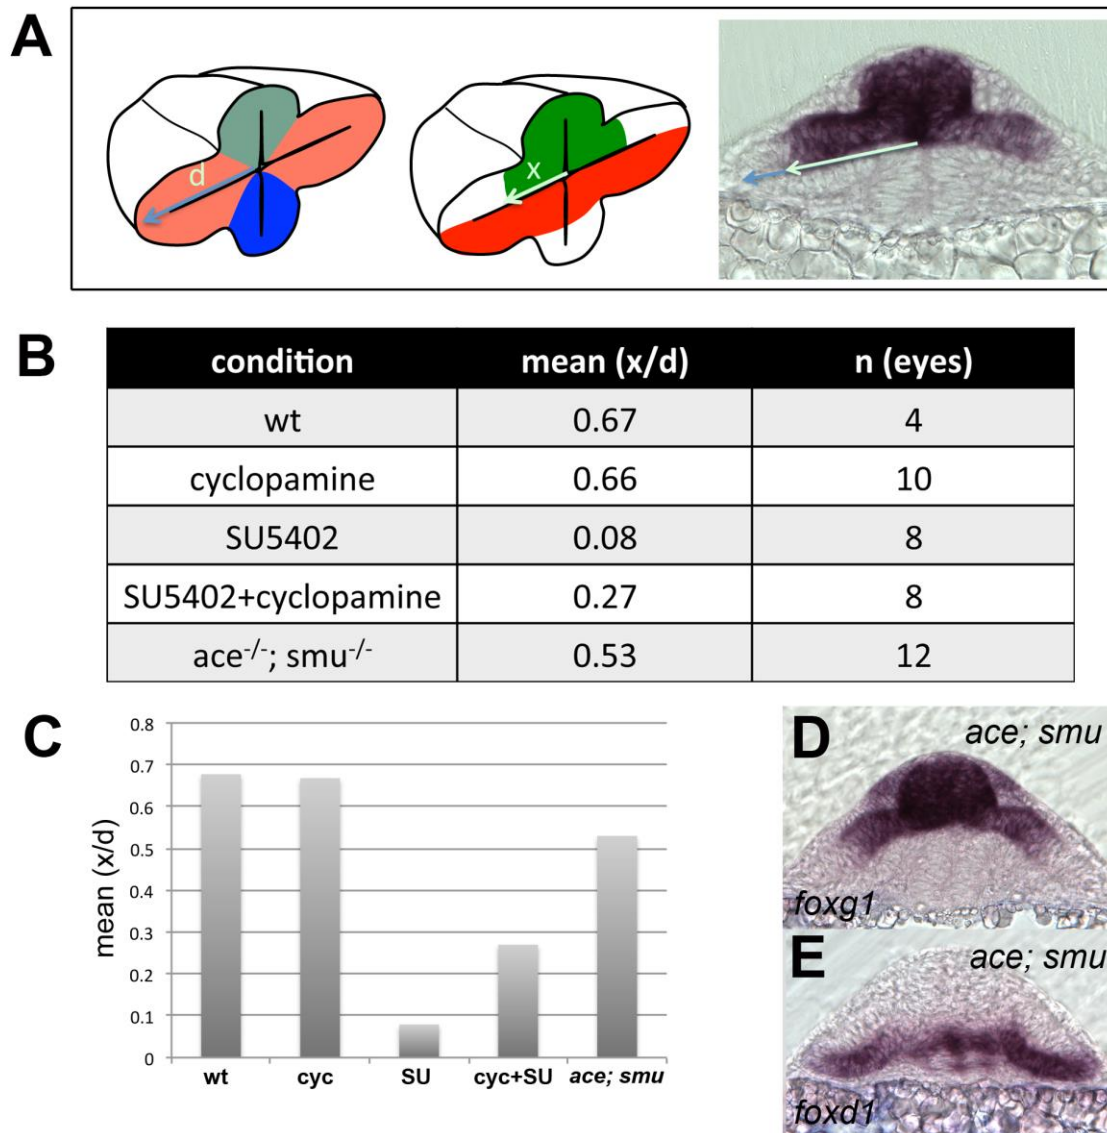 A
d
x
B
condition mean (x/d) n (eyes)
wt 0.67 4
cyclopamine 0.66 10
SU5402 0.08 8
SU5402+cyclopamine 0.27 8
ace-/-; smu-/- 0.53 12
C
mean (x/d)
0.8
0.7
0.6
0.5
0.4
0.3
0.2
0.1
0
wt cyc SU cyc+SU ace; smu
D
ace; smu
foxg1
E
ace; smu
foxd1